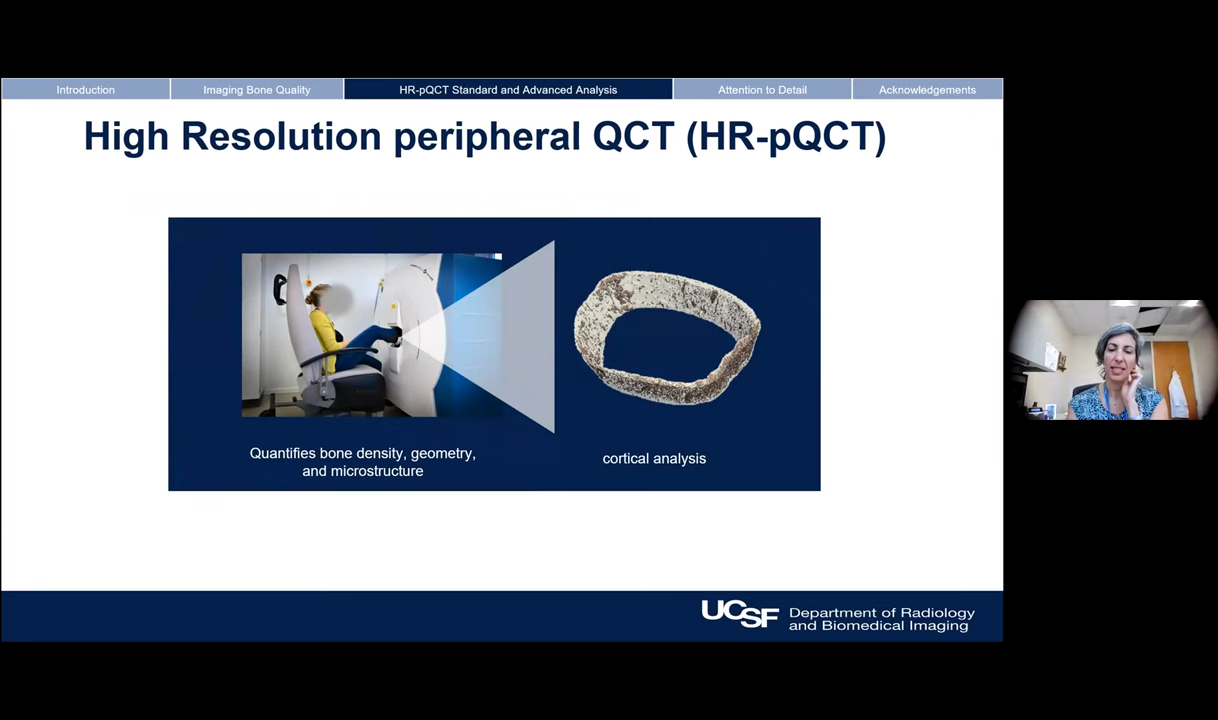 Introduction
Imaging Bone Quality
HR-pQCT Standard and Advanced Analysis
Attention to Detail
Acknowledgements
High Resolution peripheral QCT (HR-pQCT)
Quantifies bone density, geometry,
and microstructure
cortical analysis
UCSF
Department of Radiology
and Biomedical Imaging